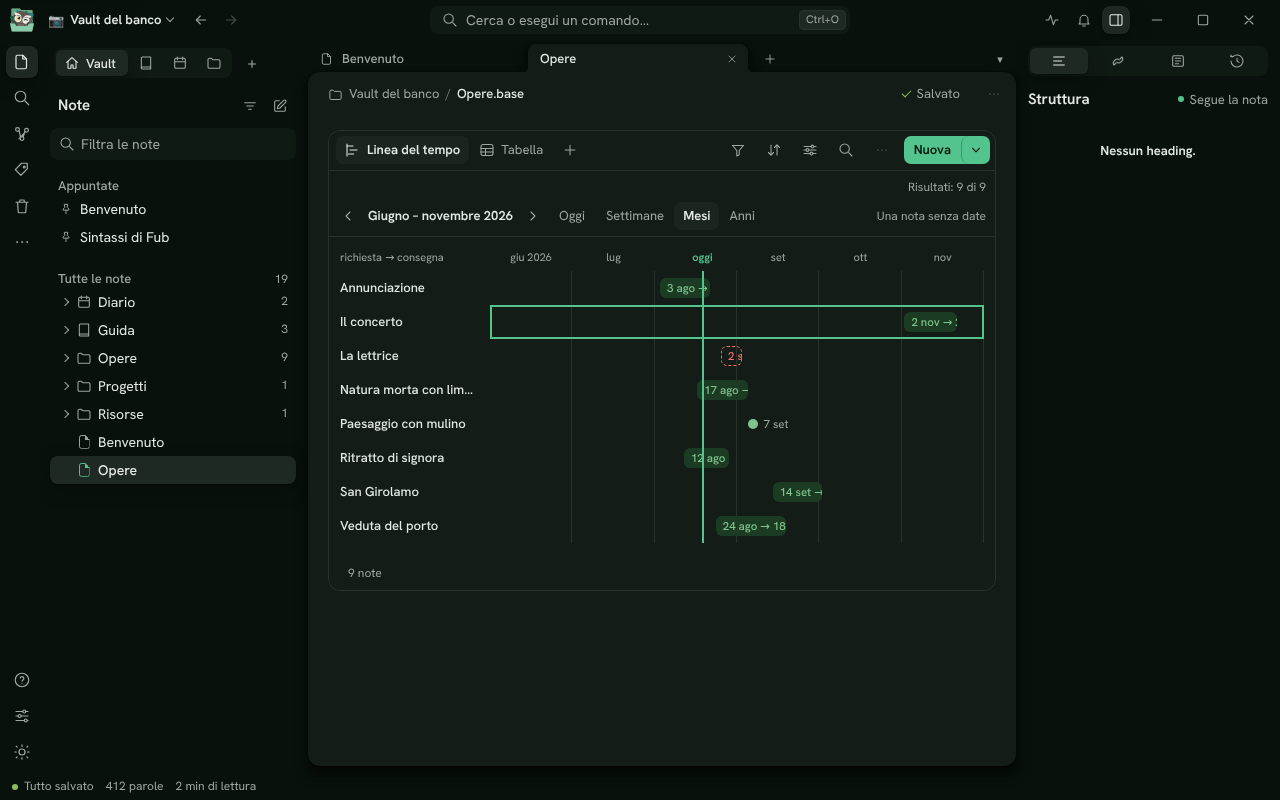 Vault del banco
Cerca o esegui un comando...
Ctrl+O
Vault
Benvenuto
Opere
Note
Filtra le note
Appuntate
Benvenuto
Sintassi di Fub
Tutte le note 19
Diario 2
Guida 3
Opere 9
Progetti 1
Risorse 1
Benvenuto
Opere
Vault del banco / Opere.base
Salvato
Linea del tempo
Tabella
Nuova
Risultati: 9 di 9
Giugno – novembre 2026
Oggi
Settimane
Mesi
Anni
Una nota senza date
richiesta → consegna
giu 2026
lug
oggi
set
ott
nov
Annunciazione
3 ago →
Il concerto
2 nov →
La lettrice
2 s
Natura morta con lim...
17 ago –
Paesaggio con mulino
7 set
Ritratto di signora
12 ago
San Girolamo
14 set →
Veduta del porto
24 ago → 18
9 note
Struttura
Segue la nota
Nessun heading.
Tutto salvato
412 parole
2 min di lettura